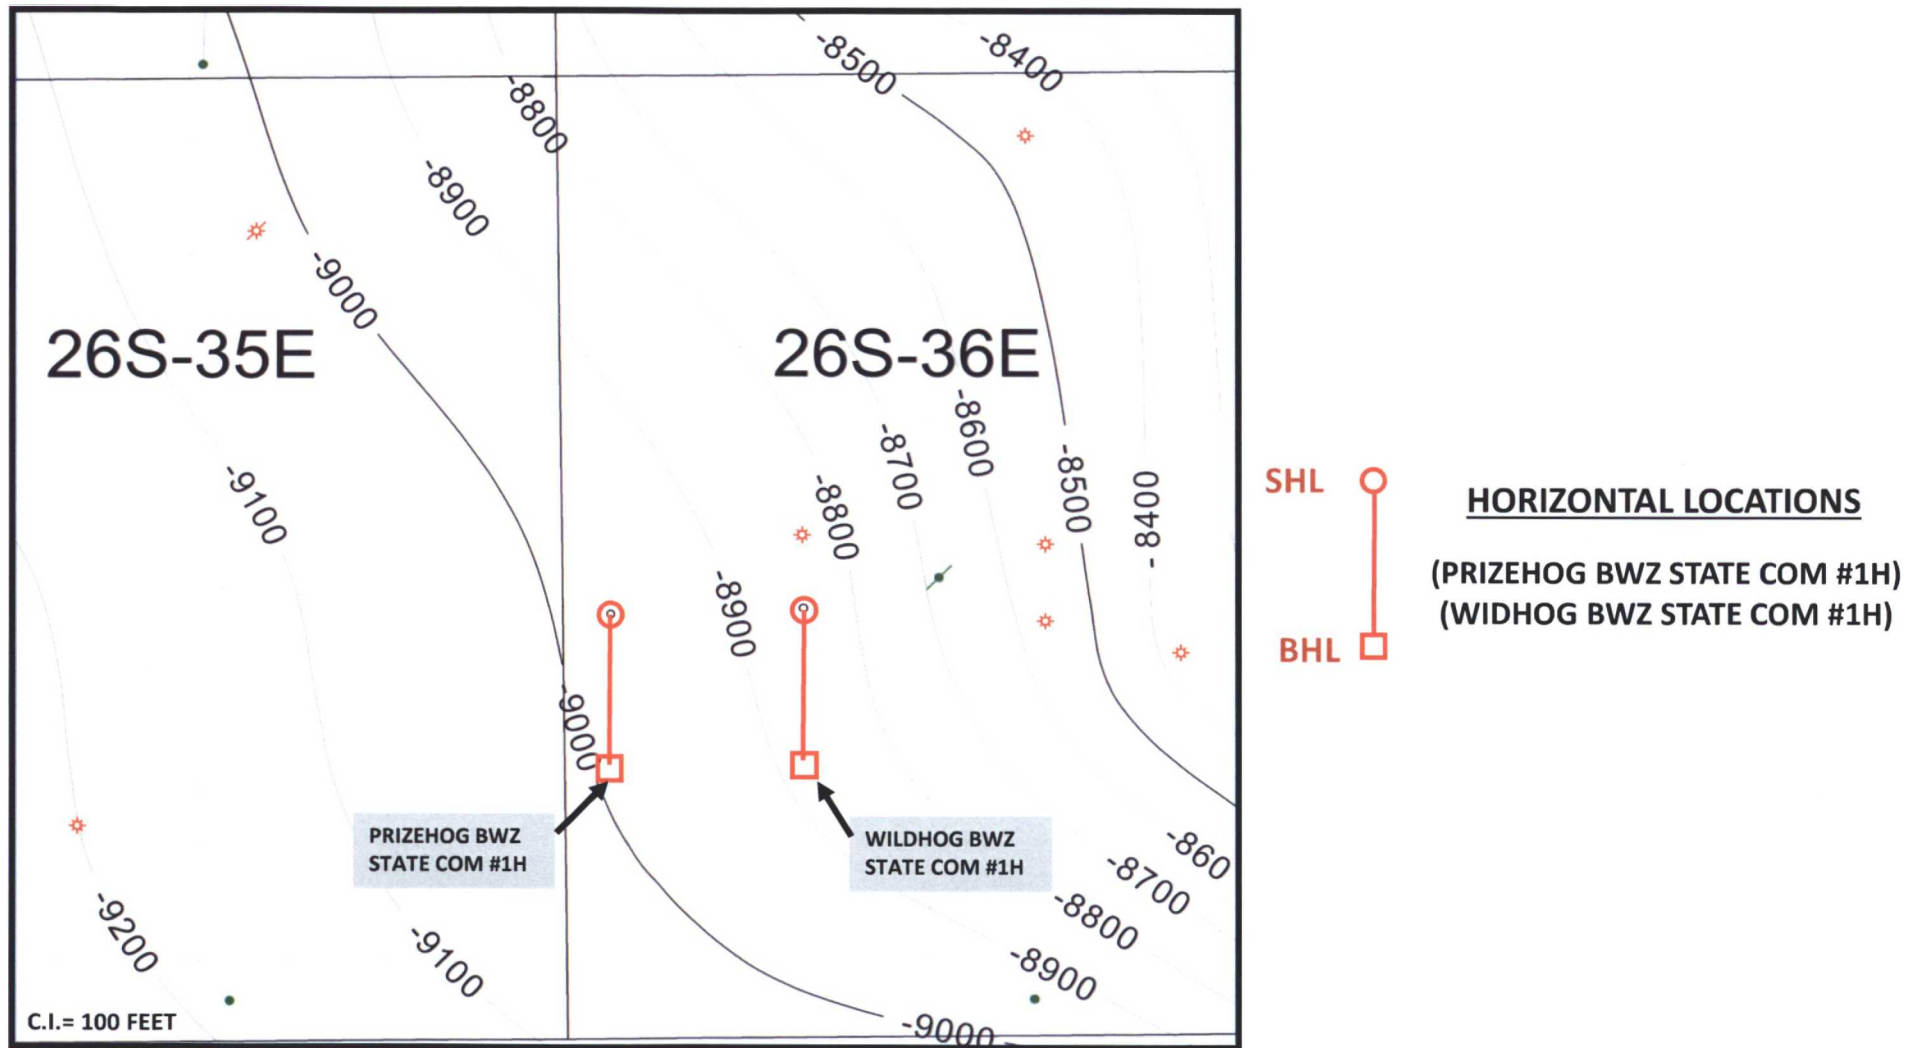 -8500
-8400
-8800
-8900
-9000
26S-35E
26S-36E
-8600
-8700
-8800
-8500
-8400
-9100
-8900
-9000
SHL
HORIZONTAL LOCATIONS
(PRIZEHOG BWZ STATE COM #1H)
(WIDHOG BWZ STATE COM #1H)
BHL
PRIZEHOG BWZ
STATE COM #1H
WILDHOG BWZ
STATE COM #1H
-860
-8700
-8800
-8900
-9200
-9100
-9000
C.I.= 100 FEET